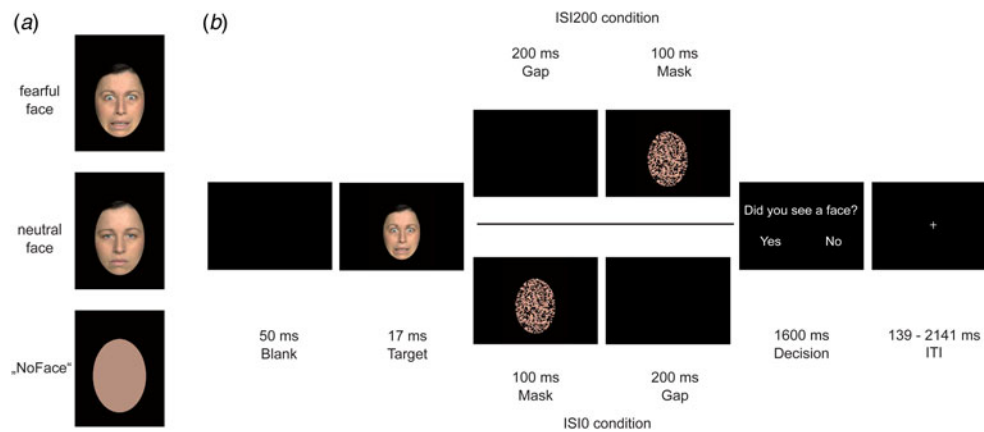 (a)
fearful
face
neutral
face
„NoFace“
(b)
ISI200 condition
200 ms
Gap
100 ms
Mask
50 ms
Blank
17 ms
Target
Did you see a face?
Yes No
+
1600 ms
Decision
139 - 2141 ms
ITI
100 ms
Mask
200 ms
Gap
ISI0 condition